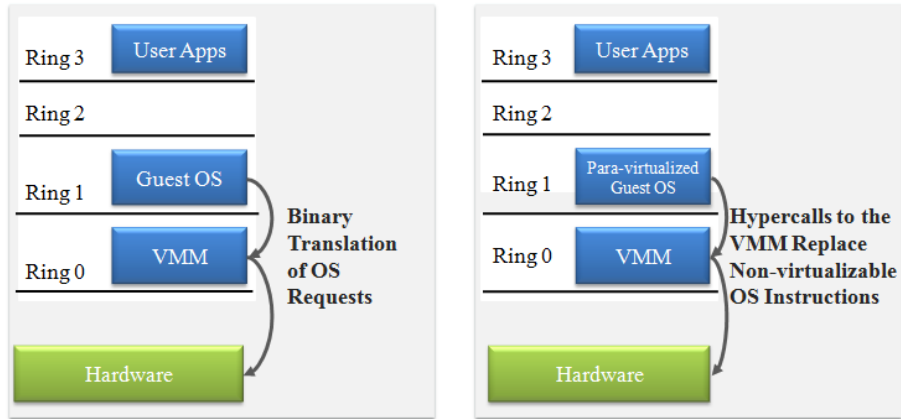 Ring 3
User Apps
Ring 2
Ring 1
Guest OS
Ring 0
VMM
Binary
Translation
of OS
Requests
Hardware
Ring 3
User Apps
Ring 2
Ring 1
Para-virtualized
Guest OS
Ring 0
VMM
Hypercalls to the
VMM Replace
Non-virtualizable
OS Instructions
Hardware